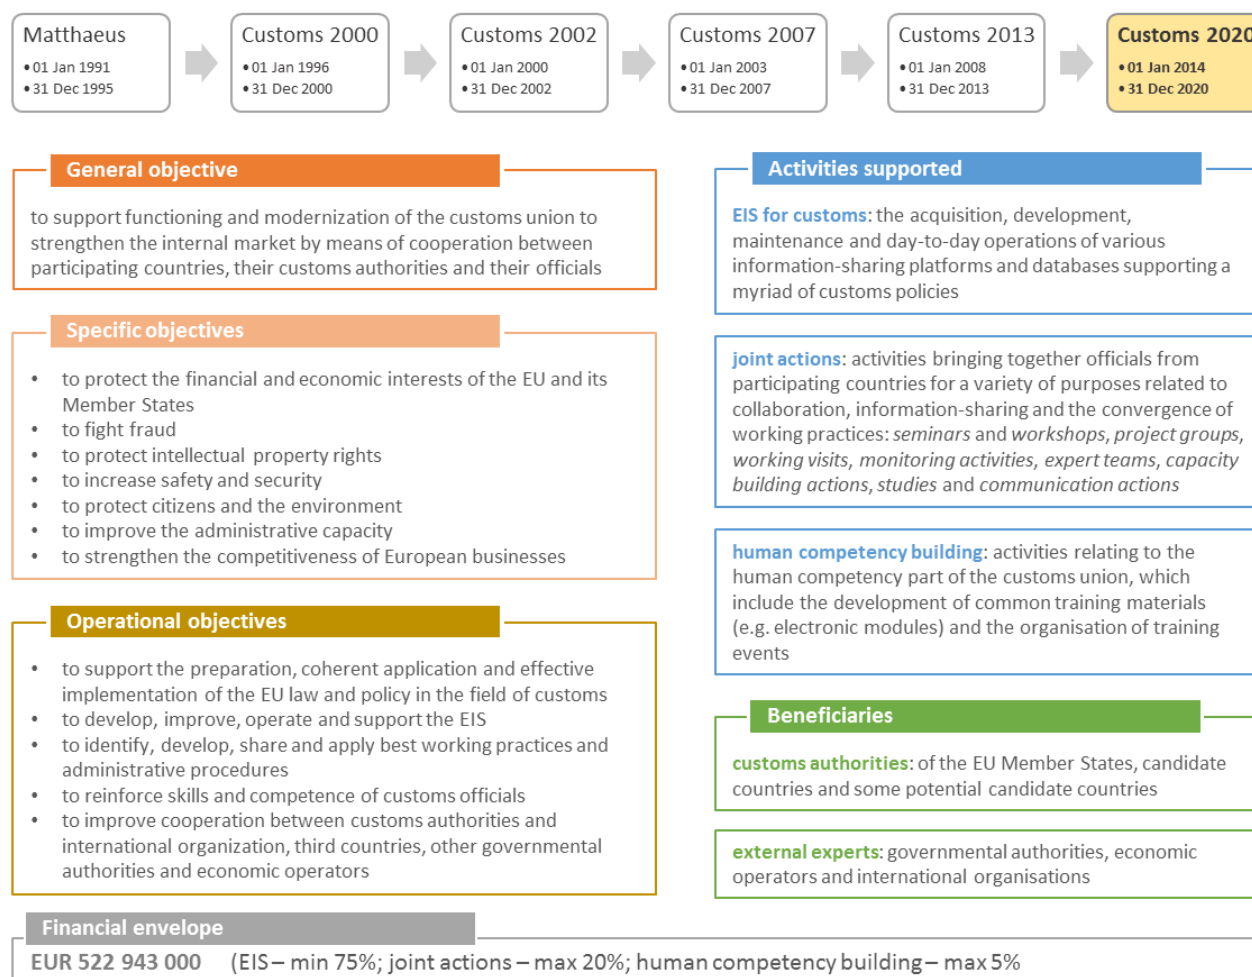 Matthaeus
• 01 Jan 1991
• 31 Dec 1995
Customs 2000
• 01 Jan 1996
• 31 Dec 2000
Customs 2002
• 01 Jan 2000
• 31 Dec 2002
Customs 2007
• 01 Jan 2003
• 31 Dec 2007
Customs 2013
• 01 Jan 2008
• 31 Dec 2013
Customs 2020
• 01 Jan 2014
• 31 Dec 2020
General objective
to support functioning and modernization of the customs union to
strengthen the internal market by means of cooperation between
participating countries, their customs authorities and their officials
Specific objectives
• to protect the financial and economic interests of the EU and its
Member States
• to fight fraud
• to protect intellectual property rights
• to increase safety and security
• to protect citizens and the environment
• to improve the administrative capacity
• to strengthen the competitiveness of European businesses
Operational objectives
• to support the preparation, coherent application and effective
implementation of the EU law and policy in the field of customs
• to develop, improve, operate and support the EIS
• to identify, develop, share and apply best working practices and
administrative procedures
• to reinforce skills and competence of customs officials
• to improve cooperation between customs authorities and
international organization, third countries, other governmental
authorities and economic operators
Activities supported
EIS for customs: the acquisition, development,
maintenance and day-to-day operations of various
information-sharing platforms and databases supporting a
myriad of customs policies
joint actions: activities bringing together officials from
participating countries for a variety of purposes related to
collaboration, information-sharing and the convergence of
working practices: seminars and workshops, project groups,
working visits, monitoring activities, expert teams, capacity
building actions, studies and communication actions
human competency building: activities relating to the
human competency part of the customs union, which
include the development of common training materials
(e.g. electronic modules) and the organisation of training
events
Beneficiaries
customs authorities: of the EU Member States, candidate
countries and some potential candidate countries
external experts: governmental authorities, economic
operators and international organisations
Financial envelope
EUR 522 943 000 (EIS – min 75%; joint actions – max 20%; human competency building – max 5%